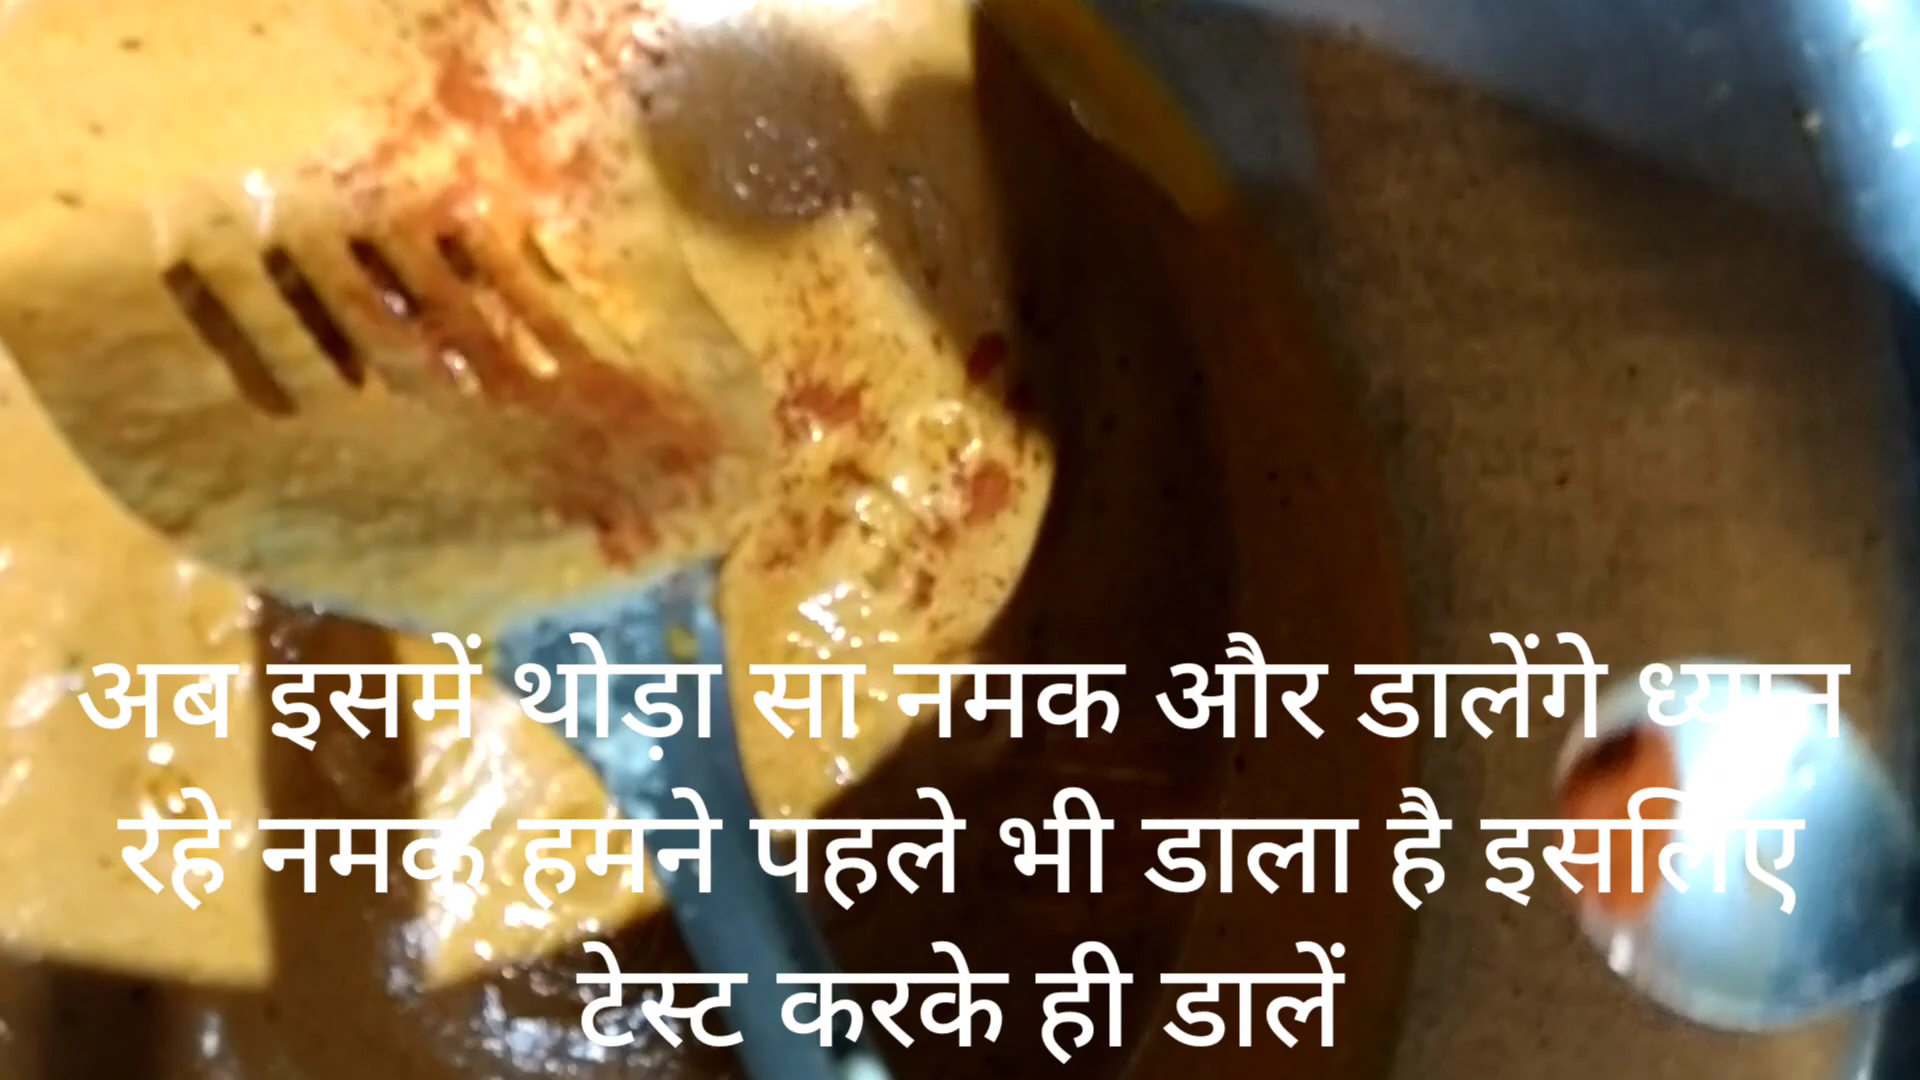 अब इसमें थोड़ा सा नमक और डालेंगे ध्यान
रहे नमक हमने पहले भी डाला है इसलिए
टेस्ट करके ही डालें